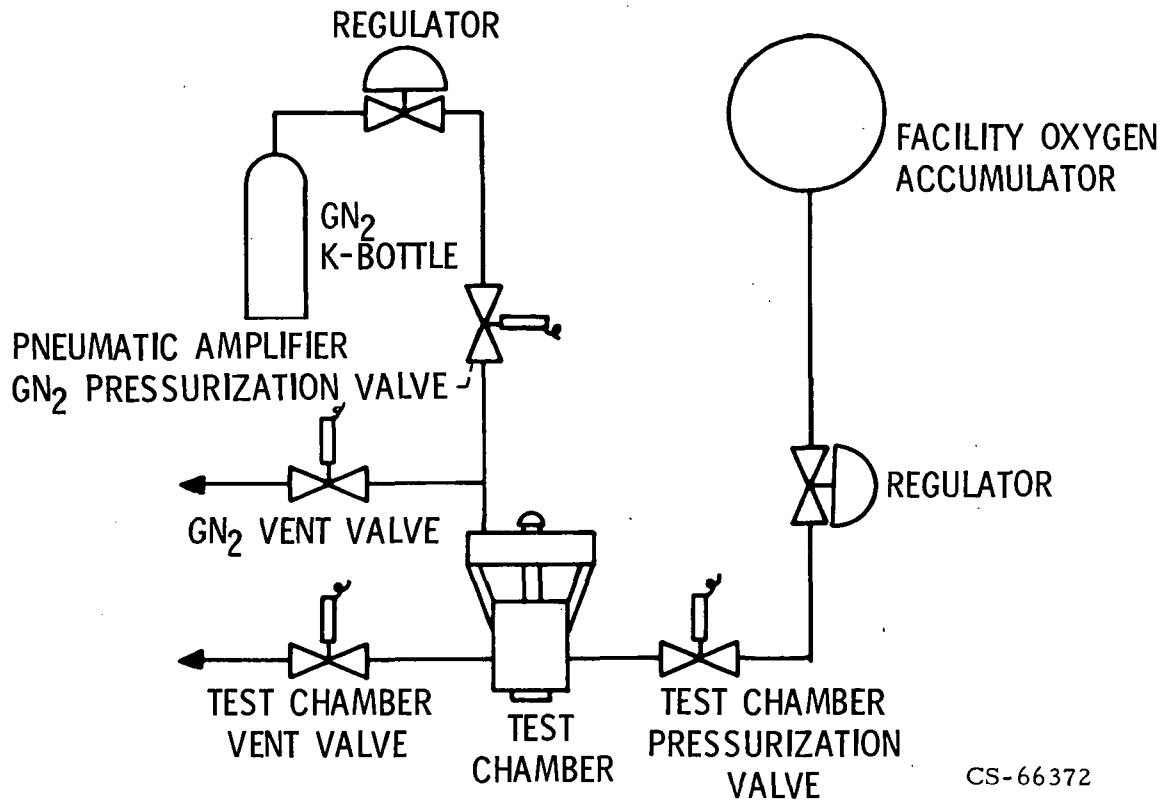 REGULATOR
FACILITY OXYGEN
ACCUMULATOR
GN2
K-BOTTLE
PNEUMATIC AMPLIFIER
GN2 PRESSURIZATION VALVE
REGULATOR
GN2 VENT VALVE
TEST CHAMBER
VENT VALVE
TEST
CHAMBER
TEST CHAMBER
PRESSURIZATION
VALVE
CS-66372